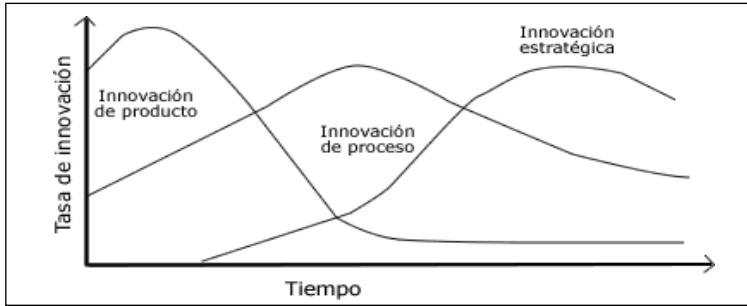 Innovación
estratégica
Innovación
de producto
Innovación
de proceso
Tasa de innovación
Tiempo